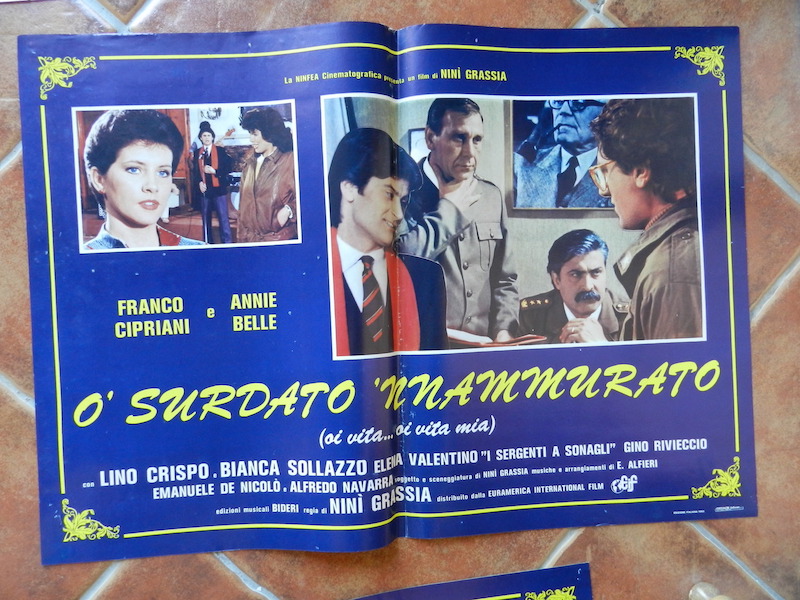 La NINFEA Cinematografica presenta un film di NINÌ GRASSIA
FRANCO CIPRIANI e ANNIE BELLE
O' SURDATO 'NNAMMURATO
(oi vita...oi vita mia)
con LINO CRISPO . BIANCA SOLLAZZO ELENA VALENTINO "I SERGENTI A SONAGLI" GINO RIVIECCIO
EMANUELE DE NICOLÒ . ALFREDO NAVARRA soggetto e sceneggiatura di NINÌ GRASSIA musiche e arrangiamenti di E. ALFIERI
edizioni musicali BIDERI regia di NINÌ GRASSIA distribuito dalla EURAMERICA INTERNATIONAL FILM